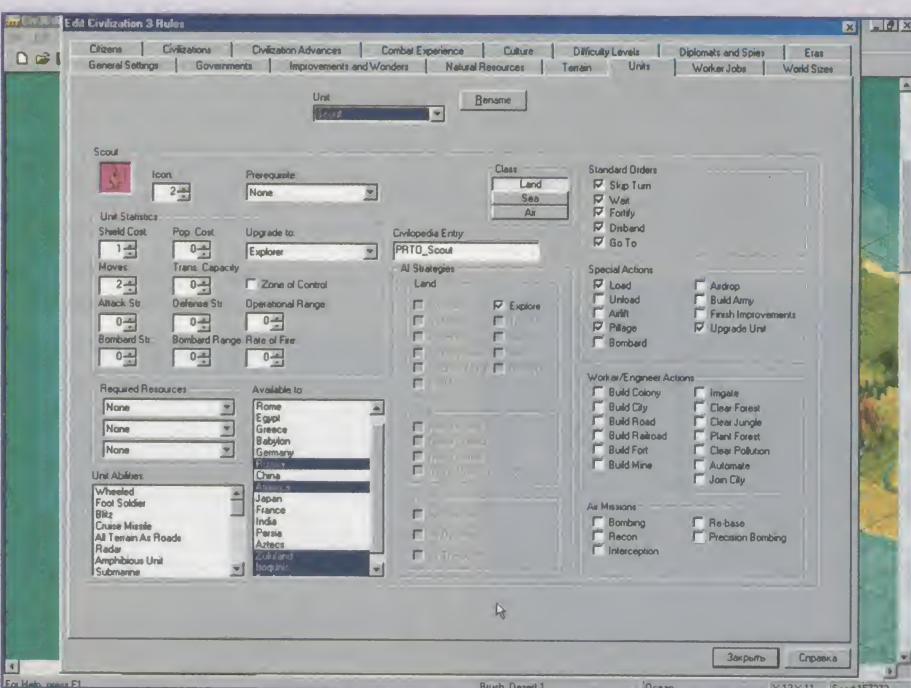 Edit Civilization 3 Rules
Citizens
Civilizations
Civilization Advances
Combat Experience
Culture
Difficulty Levels
Diplomats and Spies
Eras
General Settings
Governments
Improvements and Wonders
Natural Resources
Terrain
Units
Worker Jobs
World Sizes
Unit
Scout
Rename
Scout
Icon:
2
Prerequisite:
None
Class
Land
Sea
Air
Standard Orders
Skip Turn
Wait
Fortify
Disband
Go To
Unit Statistics
Shield Cost:
1
Pop. Cost:
0
Upgrade to:
Explorer
Civilopedia Entry:
PRTO_Scout
Moves:
2
Trans. Capacity
0
Zone of Control
Attack Str:
0
Defense Str:
0
Operational Range
0
Bombard Str:
0
Bombard Range
0
Rate of Fire:
0
AI Strategies
Land
Explore
Special Actions
Load
Unload
Airlift
Pillage
Bombard
Airdrop
Build Army
Finish Improvements
Upgrade Unit
Required Resources
None
None
None
Available to
Rome
Egypt
Greece
Babylon
Germany
Russia
China
America
Japan
France
India
Persia
Aztecs
Zululand
Iroquois
Unit Abilities:
Wheeled
Foot Soldier
Blitz
Cruise Missile
All Terrain As Roads
Radar
Amphibious Unit
Submarine
Worker/Engineer Actions
Build Colony
Build City
Build Road
Build Railroad
Build Fort
Build Mine
Irrigate
Clear Forest
Clear Jungle
Plant Forest
Clear Pollution
Automate
Join City
Air Missions
Bombing
Recon
Interception
Re-base
Precision Bombing
Закрыть
Справка
For Help, press F1
Brush: Desert 1
Ocean